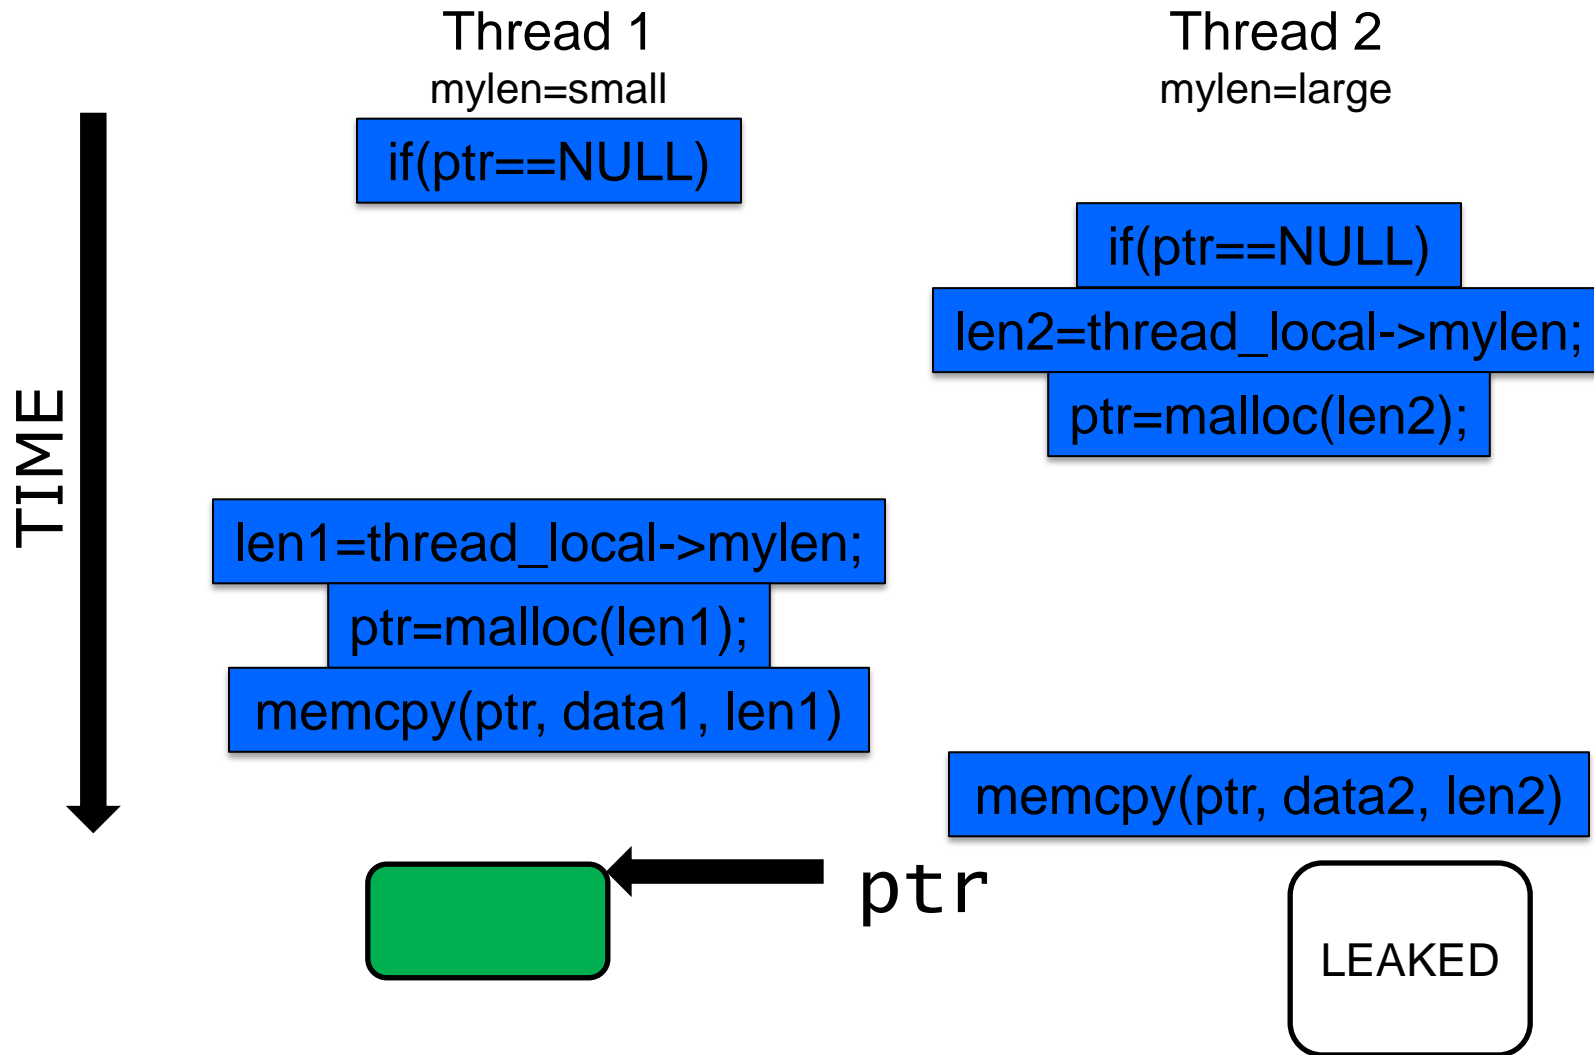 Thread 1
mylen=small
Thread 2
mylen=large
if(ptr==NULL)
if(ptr==NULL)
len2=thread_local->mylen;
ptr=malloc(len2);
TIME
len1=thread_local->mylen;
ptr=malloc(len1);
memcpy(ptr, data1, len1)
memcpy(ptr, data2, len2)
ptr
LEAKED